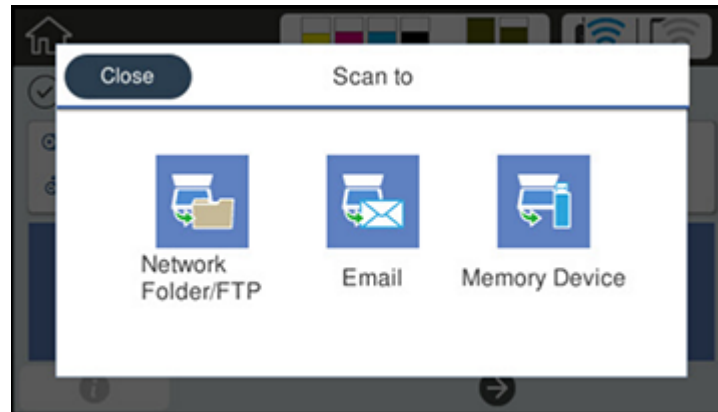 Close
Scan to
Network
Folder/FTP
Email
Memory Device